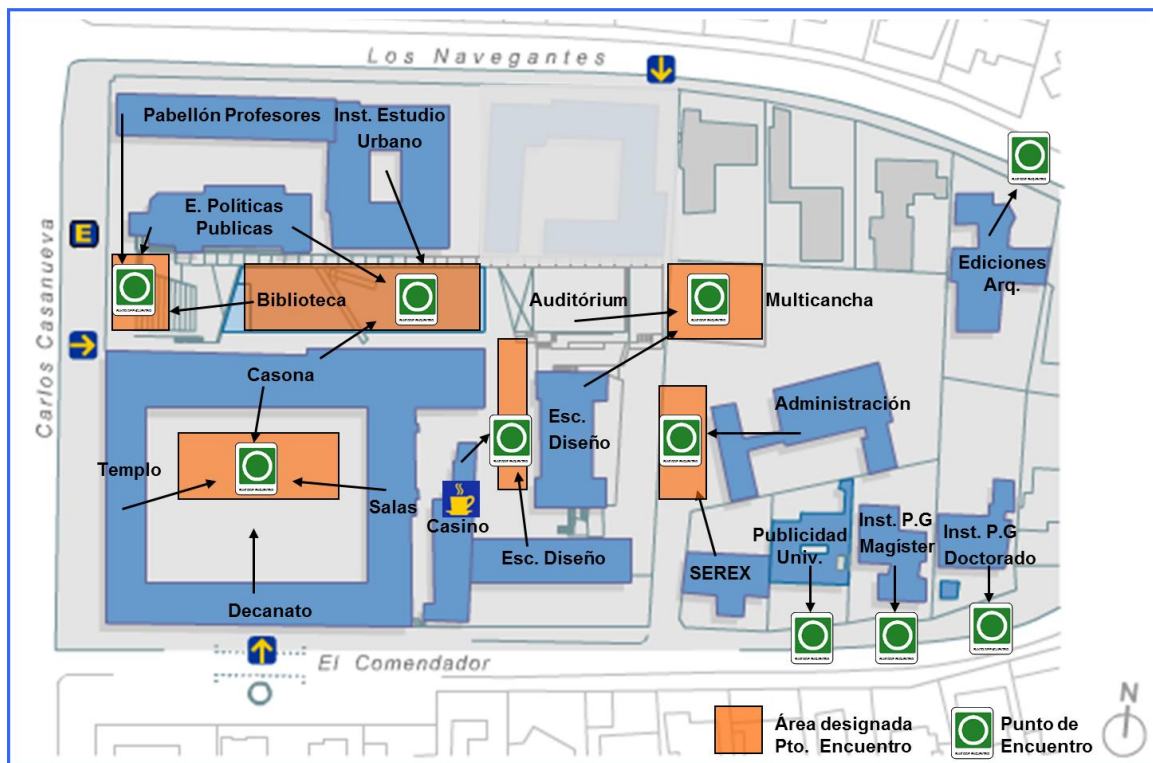 Los Navegantes
Pabellón Profesores
Inst. Estudio
Urbano
E. Políticas
Publicas
E
Carlos Casanueva
Biblioteca
Auditórium
Multicancha
Ediciones
Arq.
Casona
Esc.
Diseño
Administración
Templo
Salas
Casino
Esc. Diseño
Decanato
SEREX
Publicidad
Univ.
Inst. P.G
Magíster
Inst. P.G
Doctorado
El Comendador
Área designada
Pto. Encuentro
Punto de
Encuentro
N